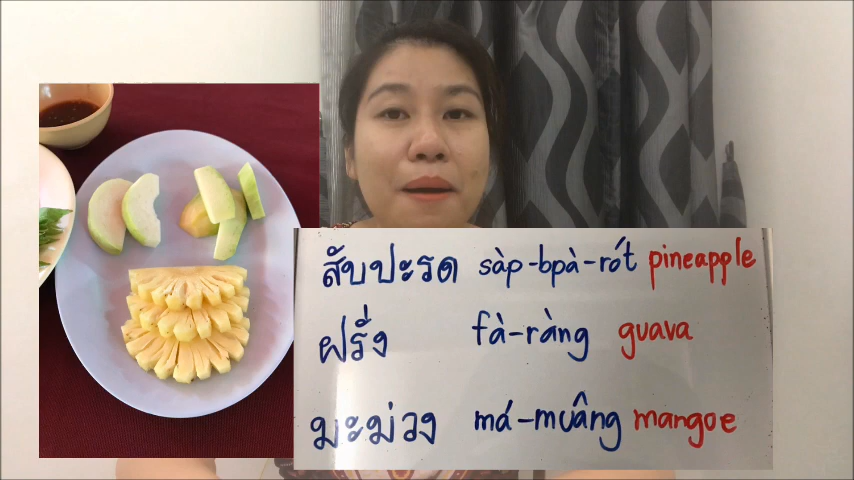 สับปะรด sàp-bpà-rót pineapple
ฝรั่ง fà-ràng guava
มะม่วง má-muâng mangoe